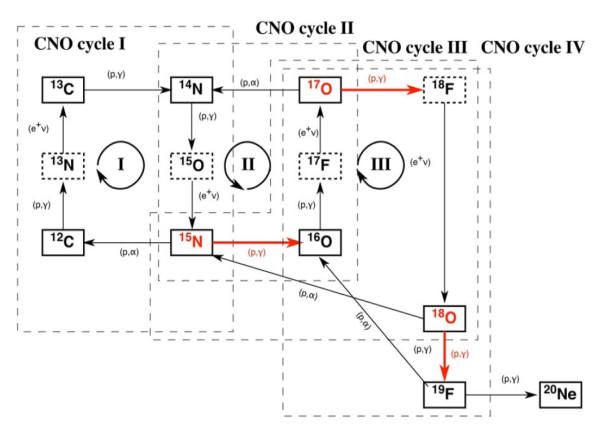 CNO cycle I
CNO cycle II
CNO cycle III
CNO cycle IV
¹³C
(p,γ)
¹⁴N
(p,α)
¹⁷O
(p,γ)
¹⁸F
(e⁺ν)
(p,γ)
(e⁺ν)
¹³N
I
¹⁵O
II
¹⁷F
III
(e⁺ν)
(p,γ)
(e⁺ν)
(p,γ)
¹²C
(p,α)
¹⁵N
(p,γ)
¹⁶O
(p,α)
(p,α)
¹⁸O
(p,γ)
(p,γ)
¹⁹F
(p,γ)
²⁰Ne